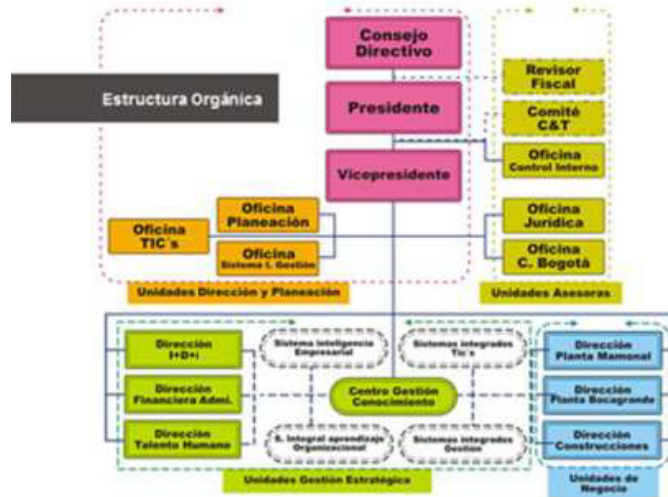 Estructura Orgánica
Consejo
Directivo
Presidente
Vicepresidente
Revisor
Fiscal
Comité
C&T
Oficina
Control Interno
Oficina
Jurídica
Oficina
C. Bogotá
Unidades Asesoras
Oficina
Planeación
Oficina
TIC´s
Oficina
Sistema I. Gestión
Unidades Dirección y Planeación
Dirección
I+D+i
Dirección
Financiera Admi.
Dirección
Talento Humano
Sistema inteligencia
Empresarial
Sistemas integrados
Tic´s
Centro Gestión
Conocimiento
S. Integral aprendizaje
Organizacional
Sistemas integrados
Gestión
Unidades Gestión Estratégica
Dirección
Planta Mamonal
Dirección
Planta Bocagrande
Dirección
Construcciones
Unidades de
Negocio